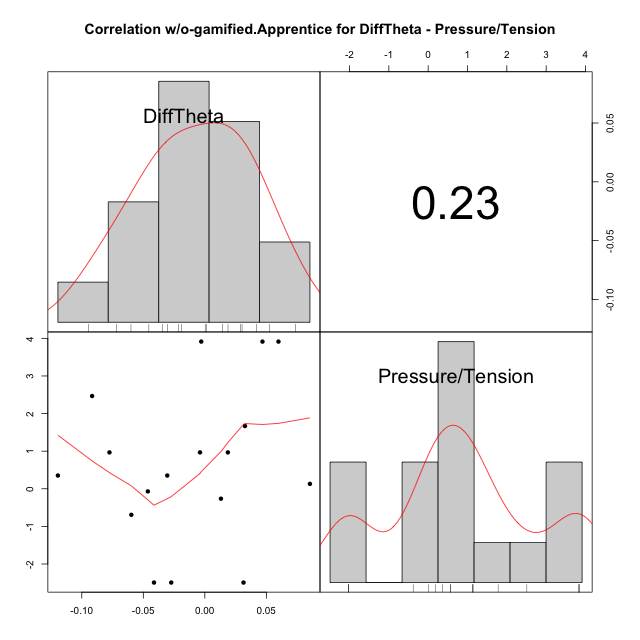 Correlation w/o-gamified.Apprentice for DiffTheta - Pressure/Tension
-2 -1 0 1 2 3 4
DiffTheta
0.23
0.05
0.00
-0.05
-0.10
Pressure/Tension
4
3
2
1
0
-1
-2
-0.10 -0.05 0.00 0.05